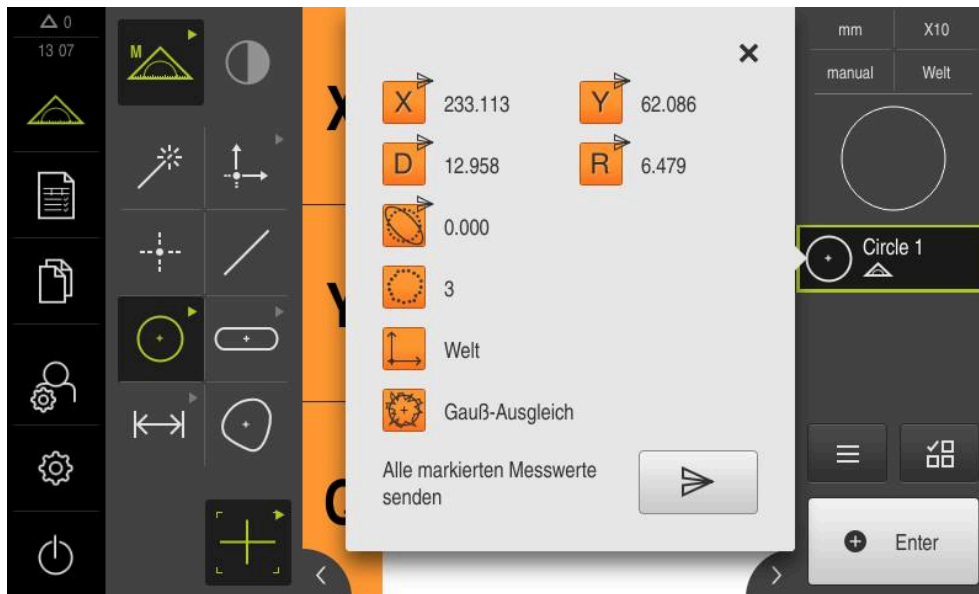 0
13 07
M
X
Y
X 233.113
Y 62.086
D 12.958
R 6.479
0.000
3
Welt
Gauß-Ausgleich
Alle markierten Messwerte
senden
mm X10
manual Welt
Circle 1
Enter